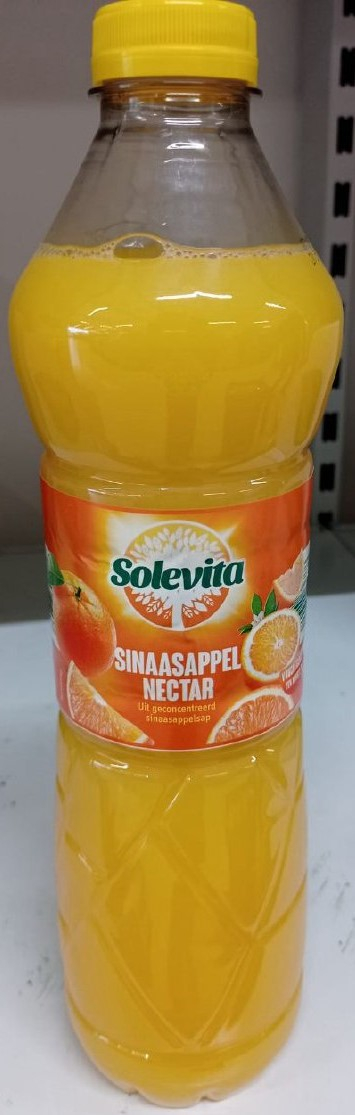 Solevita
SINAASAPPEL
NECTAR
Uit geconcentreerd
sinaasappelsap